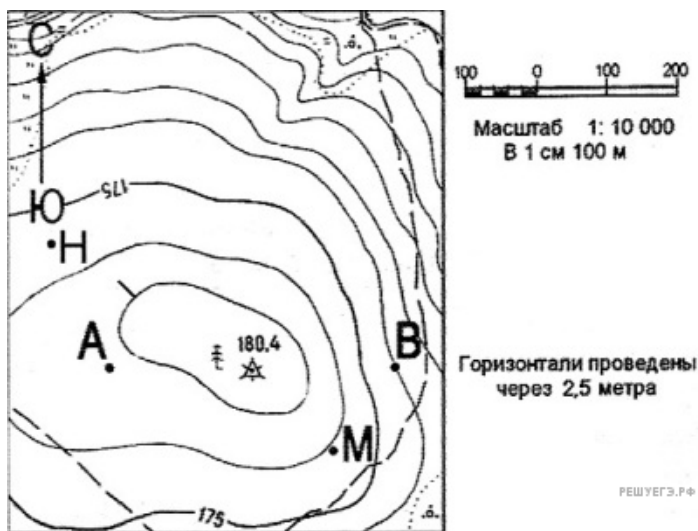 С
175
Ю
Н
А
180.4
В
М
175
100 0 100 200
Масштаб 1: 10 000
В 1 см 100 м
Горизонтали проведены
через 2,5 метра
РЕШУЕГЭ.РФ